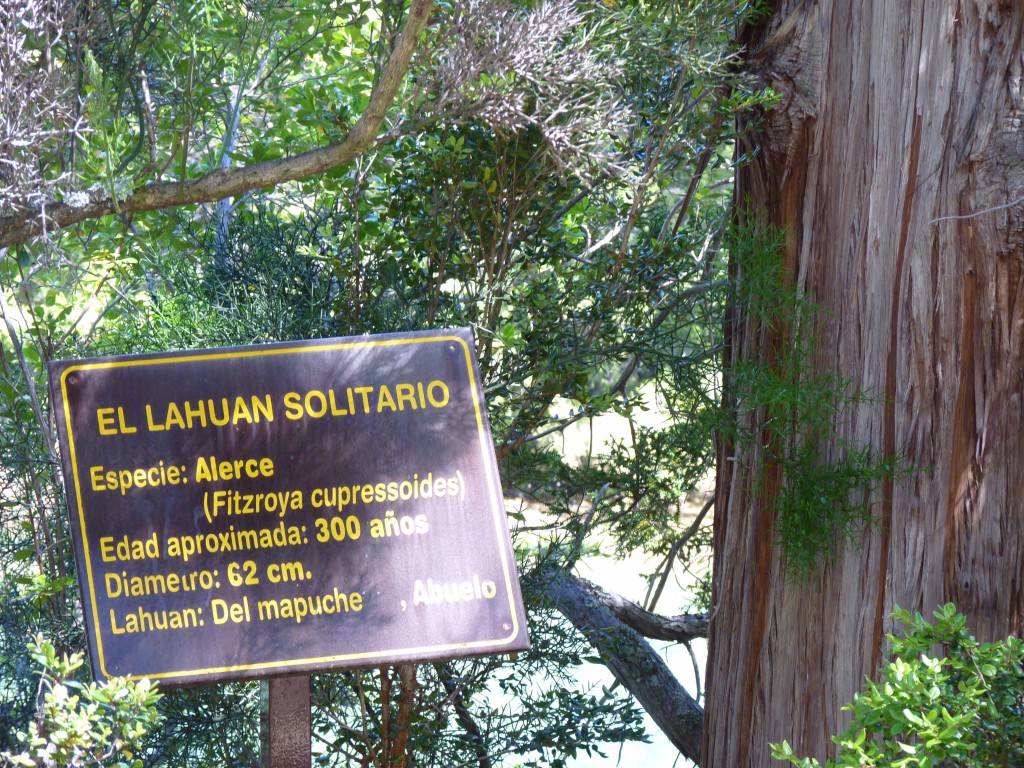 EL LAHUAN SOLITARIO
Especie: Alerce
(Fitzroya cupressoides)
Edad aproximada: 300 años
Diametro: 62 cm.
Lahuan: Del mapuche , Abuelo